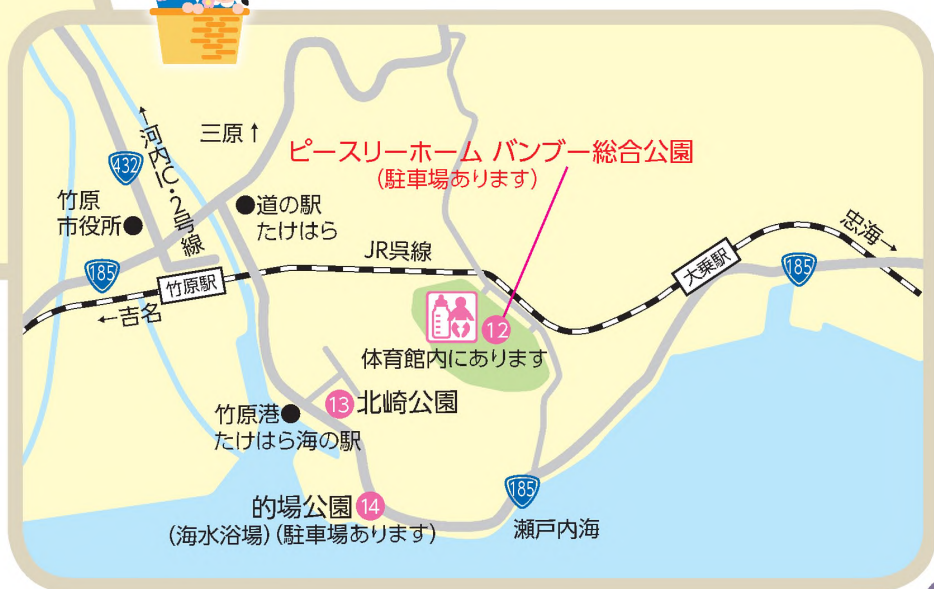 432
↑河内IC・2号線
三原↑
ピースリーホーム バンブー総合公園
(駐車場あります)
竹原
市役所
道の駅
たけはら
忠海→
JR呉線
185
竹原駅
大乗駅
185
←吉名
12
体育館内にあります
13 北崎公園
竹原港
たけはら海の駅
的場公園 14
(海水浴場)(駐車場あります)
185
瀬戸内海